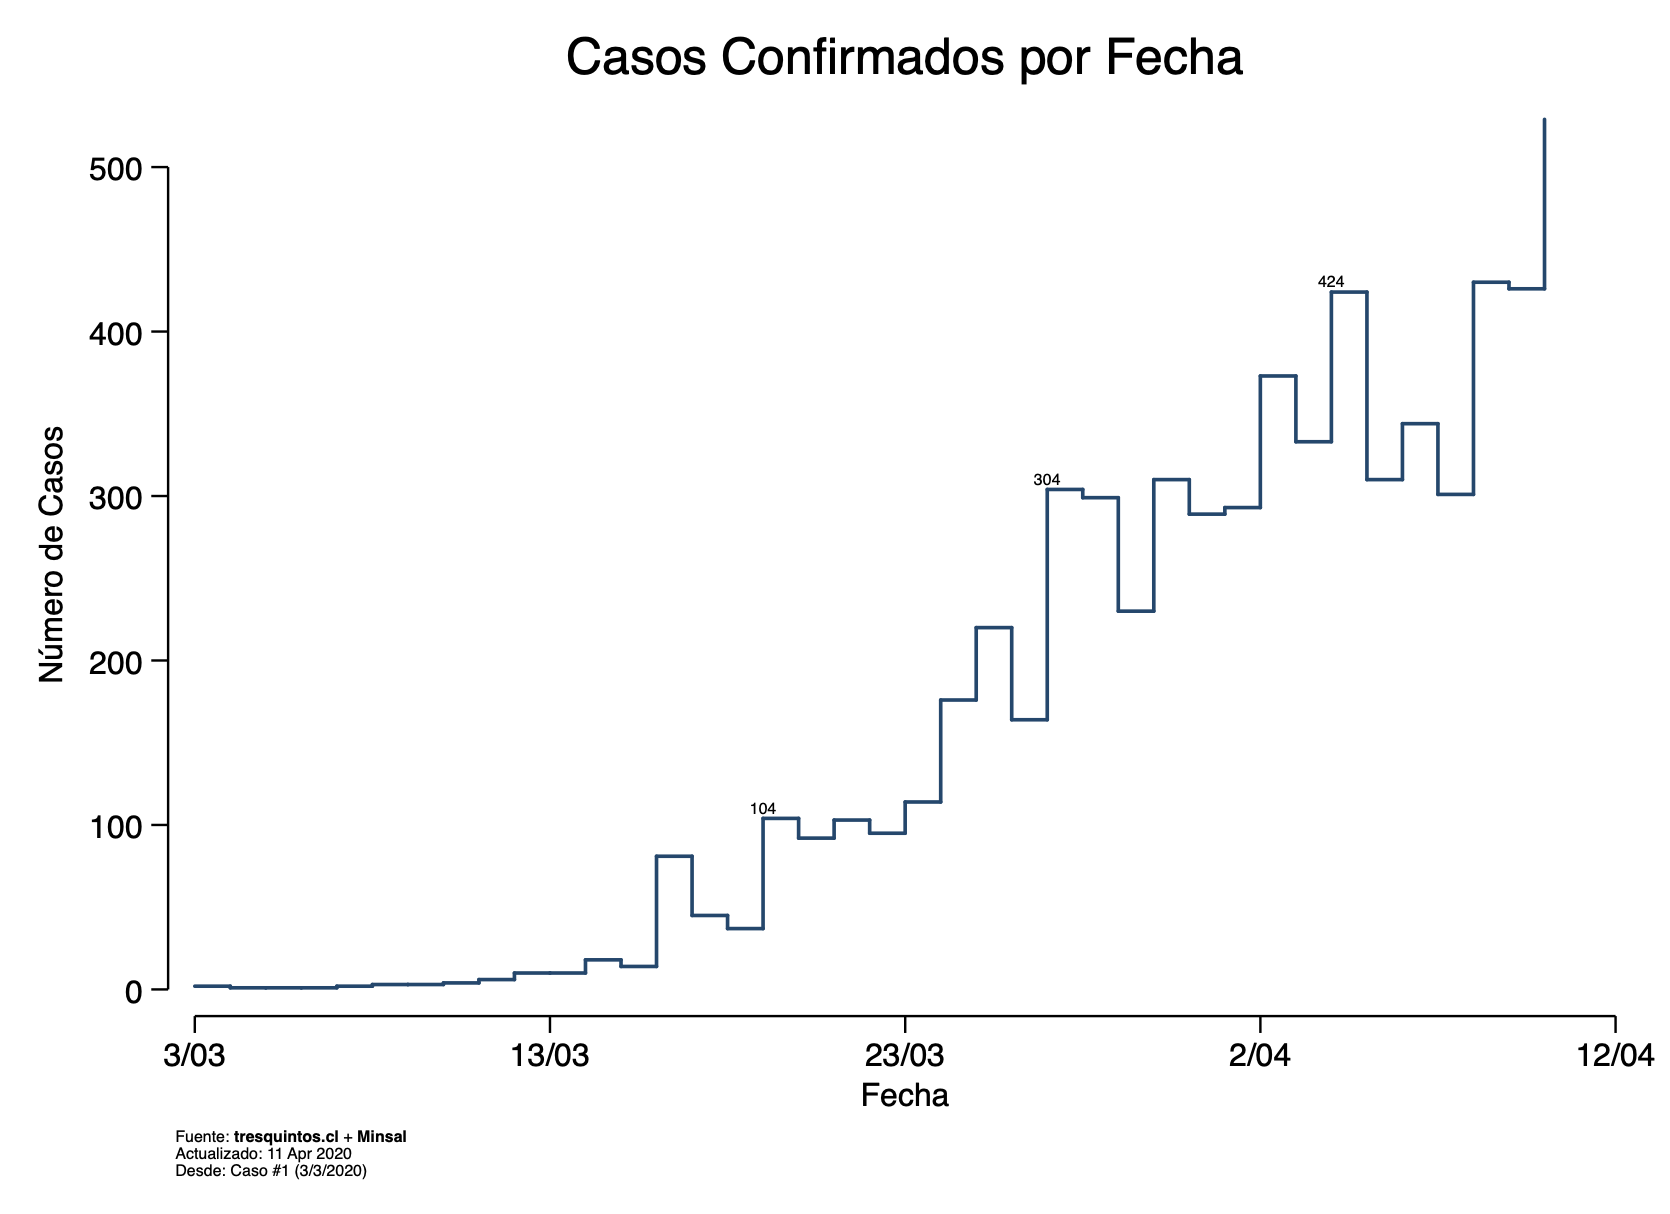 Casos Confirmados por Fecha
500
400
300
200
100
0
Número de Casos
424
304
104
3/03
13/03
23/03
2/04
12/04
Fecha
Fuente: tresquintos.cl + Minsal
Actualizado: 11 Apr 2020
Desde: Caso #1 (3/3/2020)